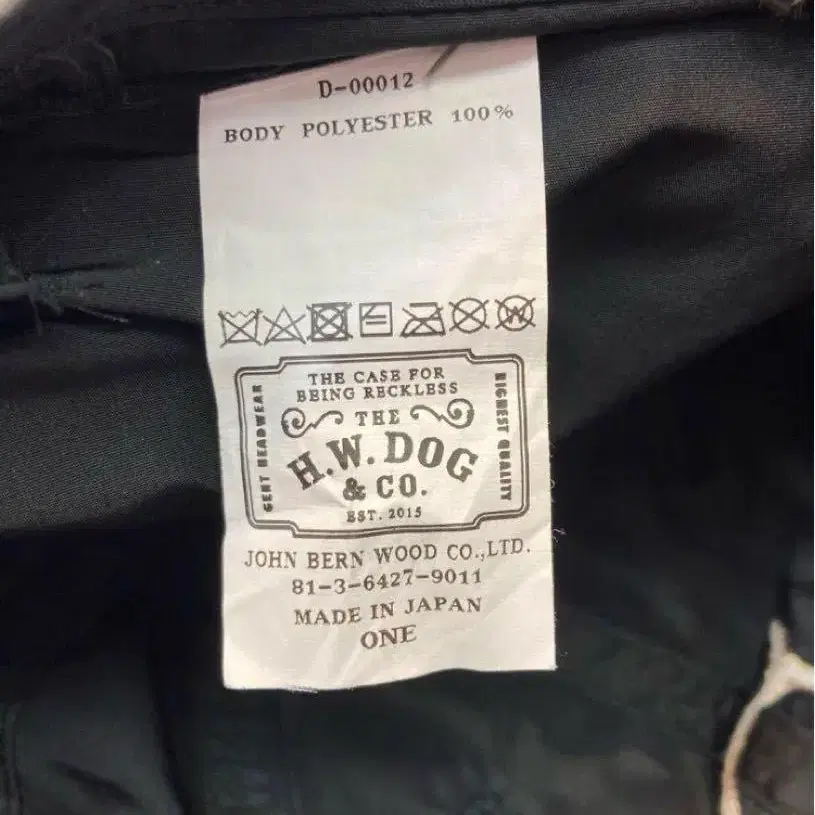 D-00012
BODY POLYESTER 100%
W
THE CASE FOR
BEING RECKLESS
GENT HEADWEAR
HIGHEST QUALITY
THE
H.W.DOG
& CO.
EST. 2015
JOHN BERN WOOD CO.,LTD.
81-3-6427-9011
MADE IN JAPAN
ONE